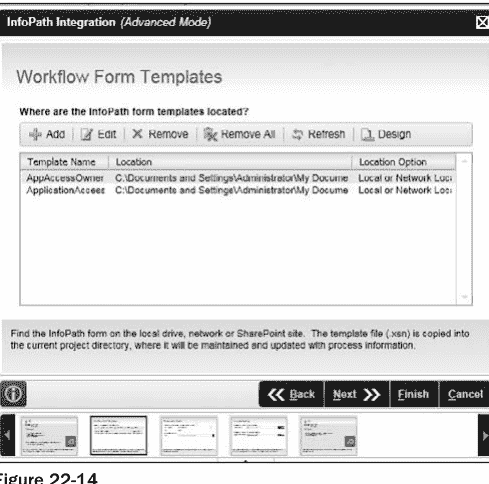 InfoPath Integration (Advanced Mode)
Workflow Form Templates
Where are the InfoPath form templates located?
Add Edit Remove Remove All Refresh Design
Template Name Location Location Option
AppAccessOwner C:\Documents and Settings\Administrator\My Docume Local or Network Loca
ApplicationAccess C:\Documents and Settings\Administrator\My Docume Local or Network Loca
Find the InfoPath form on the local drive, network or SharePoint site. The template file (.xsn) is copied into
the current project directory, where it will be maintained and updated with process information.
Back Next Finish Cancel
Figure 22-14